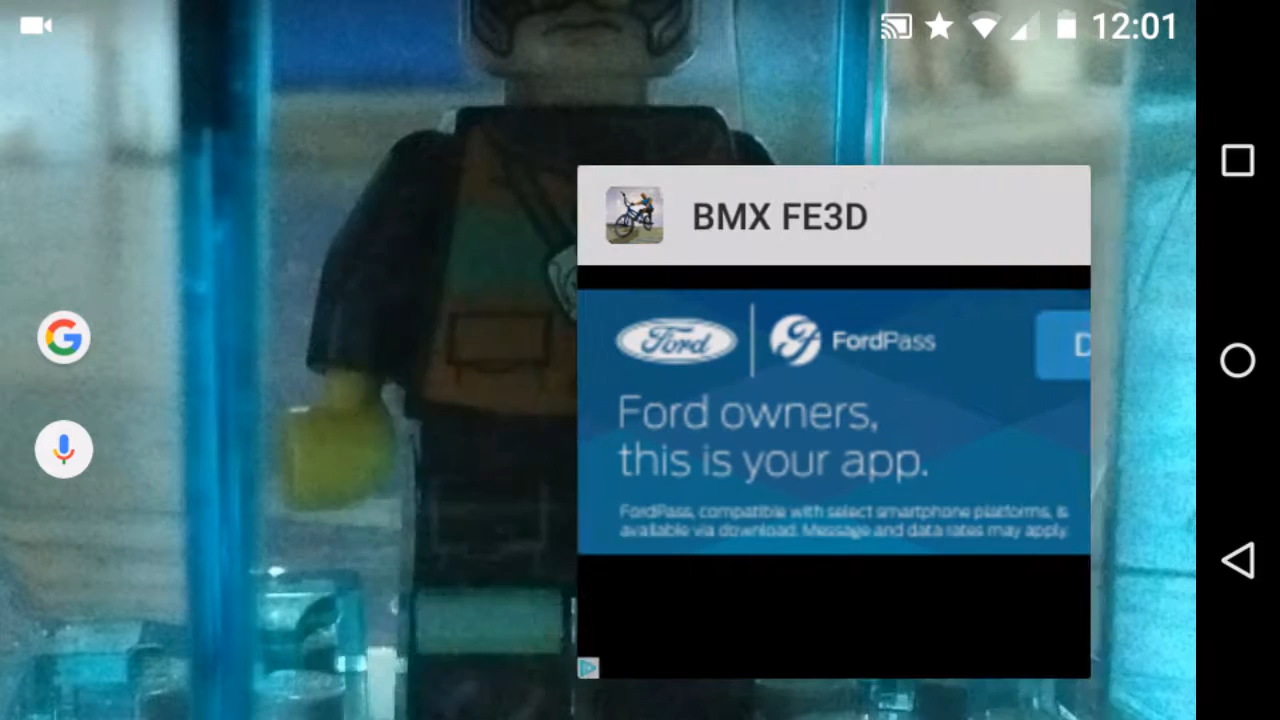 12:01
BMX FE3D
Ford
FordPass
D
Ford owners,
this is your app.
FordPass, compatible with select smartphone platforms, is
available via download. Message and data rates may apply.